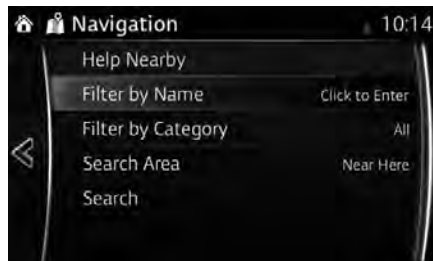 Navigation 10:14
Help Nearby
Filter by Name Click to Enter
Filter by Category All
Search Area Near Here
Search